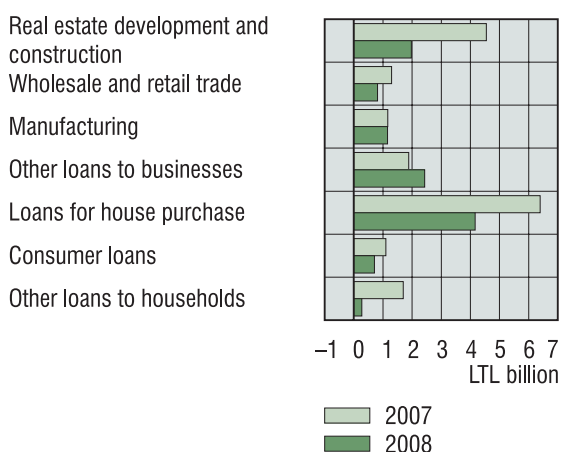 Real estate development and
construction
Wholesale and retail trade
Manufacturing
Other loans to businesses
Loans for house purchase
Consumer loans
Other loans to households
–1 0 1 2 3 4 5 6 7
LTL billion
2007
2008